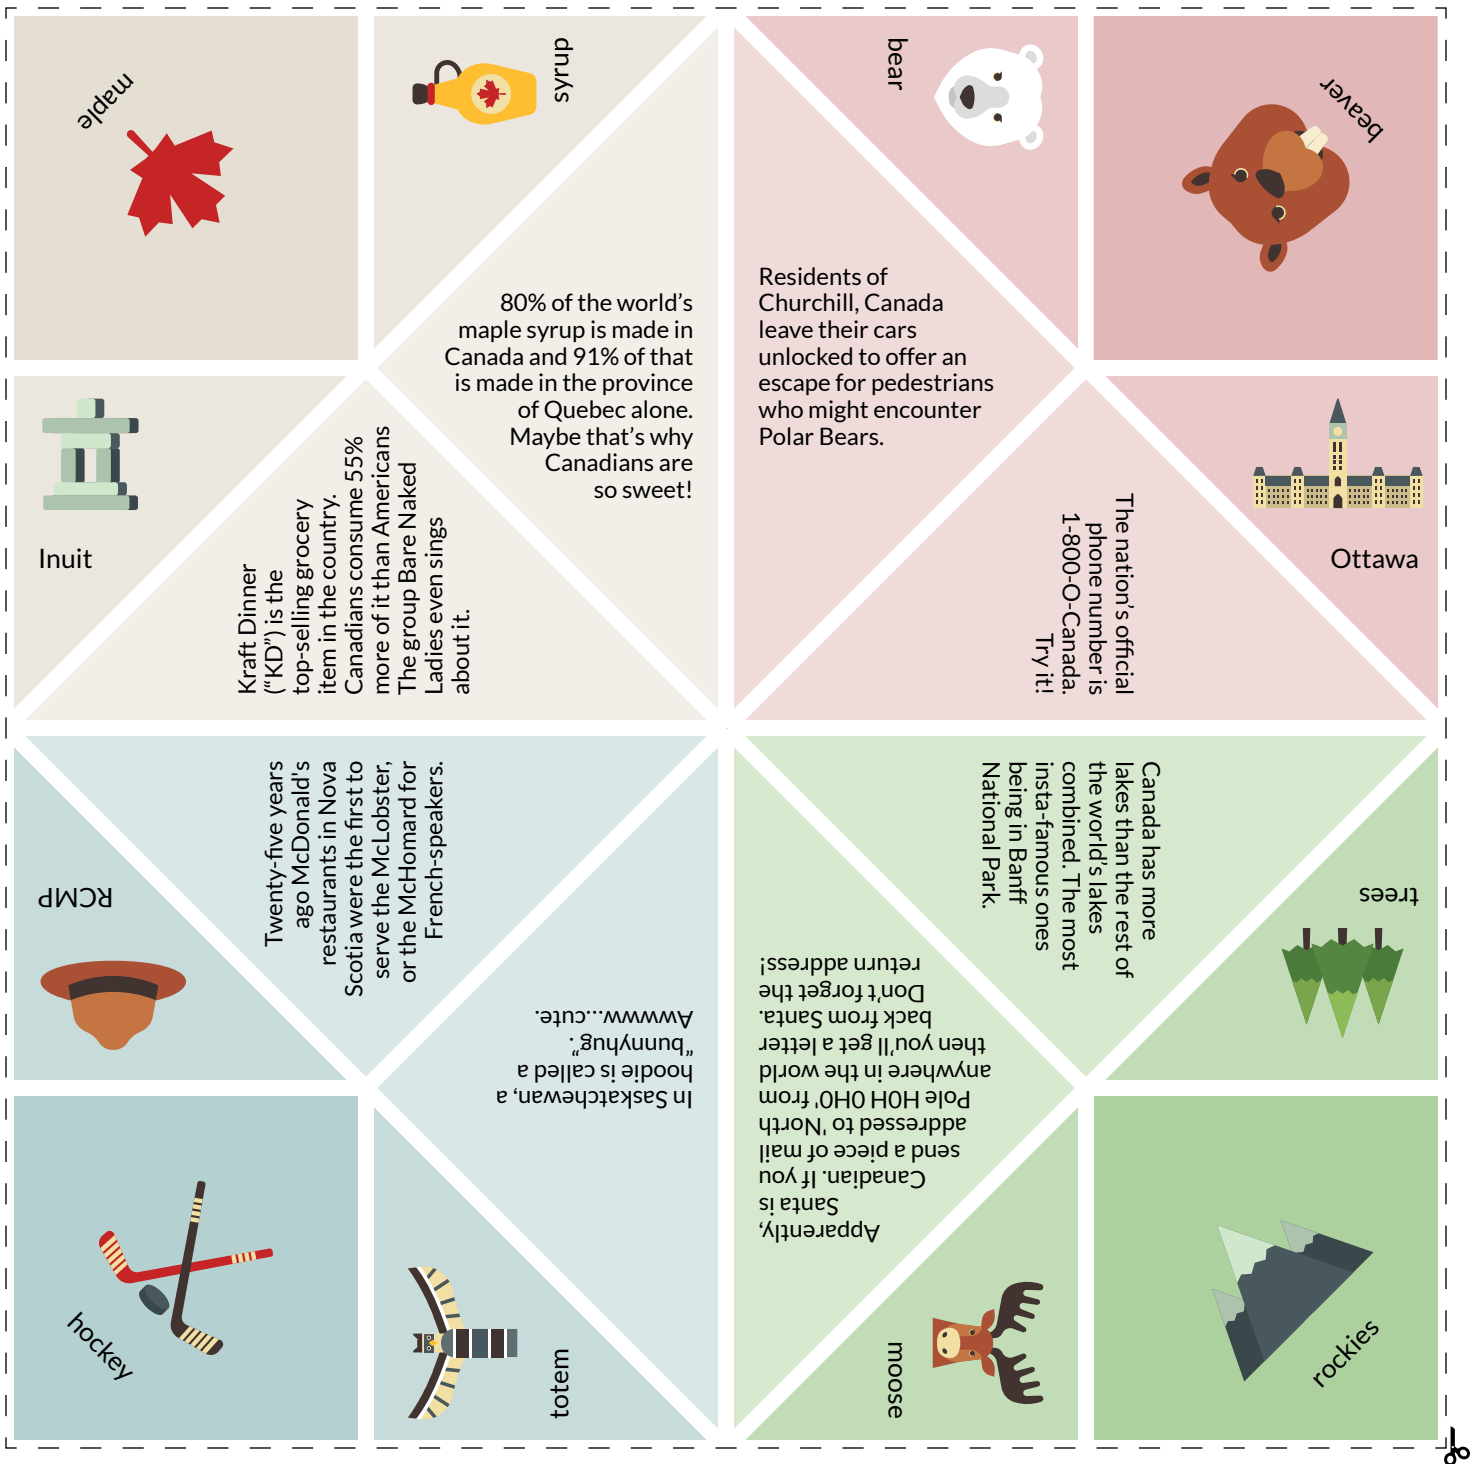 maple
syrup
bear
beaver
80% of the world’s
maple syrup is made in
Canada and 91% of that
is made in the province
of Quebec alone.
Maybe that’s why
Canadians are
so sweet!
Residents of
Churchill, Canada
leave their cars
unlocked to offer an
escape for pedestrians
who might encounter
Polar Bears.
Inuit
Kraft Dinner
(“KD”) is the
top-selling grocery
item in the country.
Canadians consume 55%
more of it than Americans
The group Bare Naked
Ladies even sings
about it.
The nation’s official
phone number is
1-800-O-Canada.
Try it!
Ottawa
RCMP
Twenty-five years
ago McDonald's
restaurants in Nova
Scotia were the first to
serve the McLobster,
or the McHomard for
French-speakers.
Canada has more
lakes than the rest of
the world’s lakes
combined. The most
insta-famous ones
being in Banff
National Park.
trees
In Saskatchewan, a
hoodie is called a
“bunnyhug”.
Awwww...cute.
Apparently,
Santa is
Canadian. If you
send a piece of mail
addressed to 'North
Pole H0H 0H0' from
anywhere in the world
then you’ll get a letter
back from Santa.
Don’t forget the
return address!
hockey
totem
moose
rockies